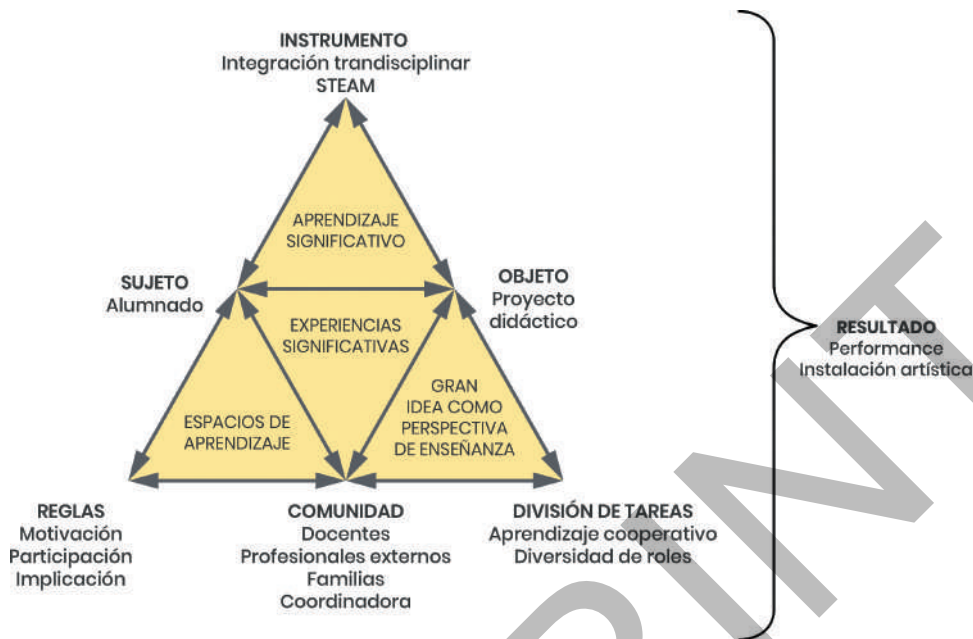 INSTRUMENTO
Integración trandisciplinar
STEAM
APRENDIZAJE
SIGNIFICATIVO
SUJETO
Alumnado
OBJETO
Proyecto
didáctico
EXPERIENCIAS
SIGNIFICATIVAS
RESULTADO
Performance
Instalación artística
ESPACIOS DE
APRENDIZAJE
GRAN
IDEA COMO
PERSPECTIVA
DE ENSEÑANZA
REGLAS
Motivación
Participación
Implicación
COMUNIDAD
Docentes
Profesionales externos
Familias
Coordinadora
DIVISIÓN DE TAREAS
Aprendizaje cooperativo
Diversidad de roles
RINT